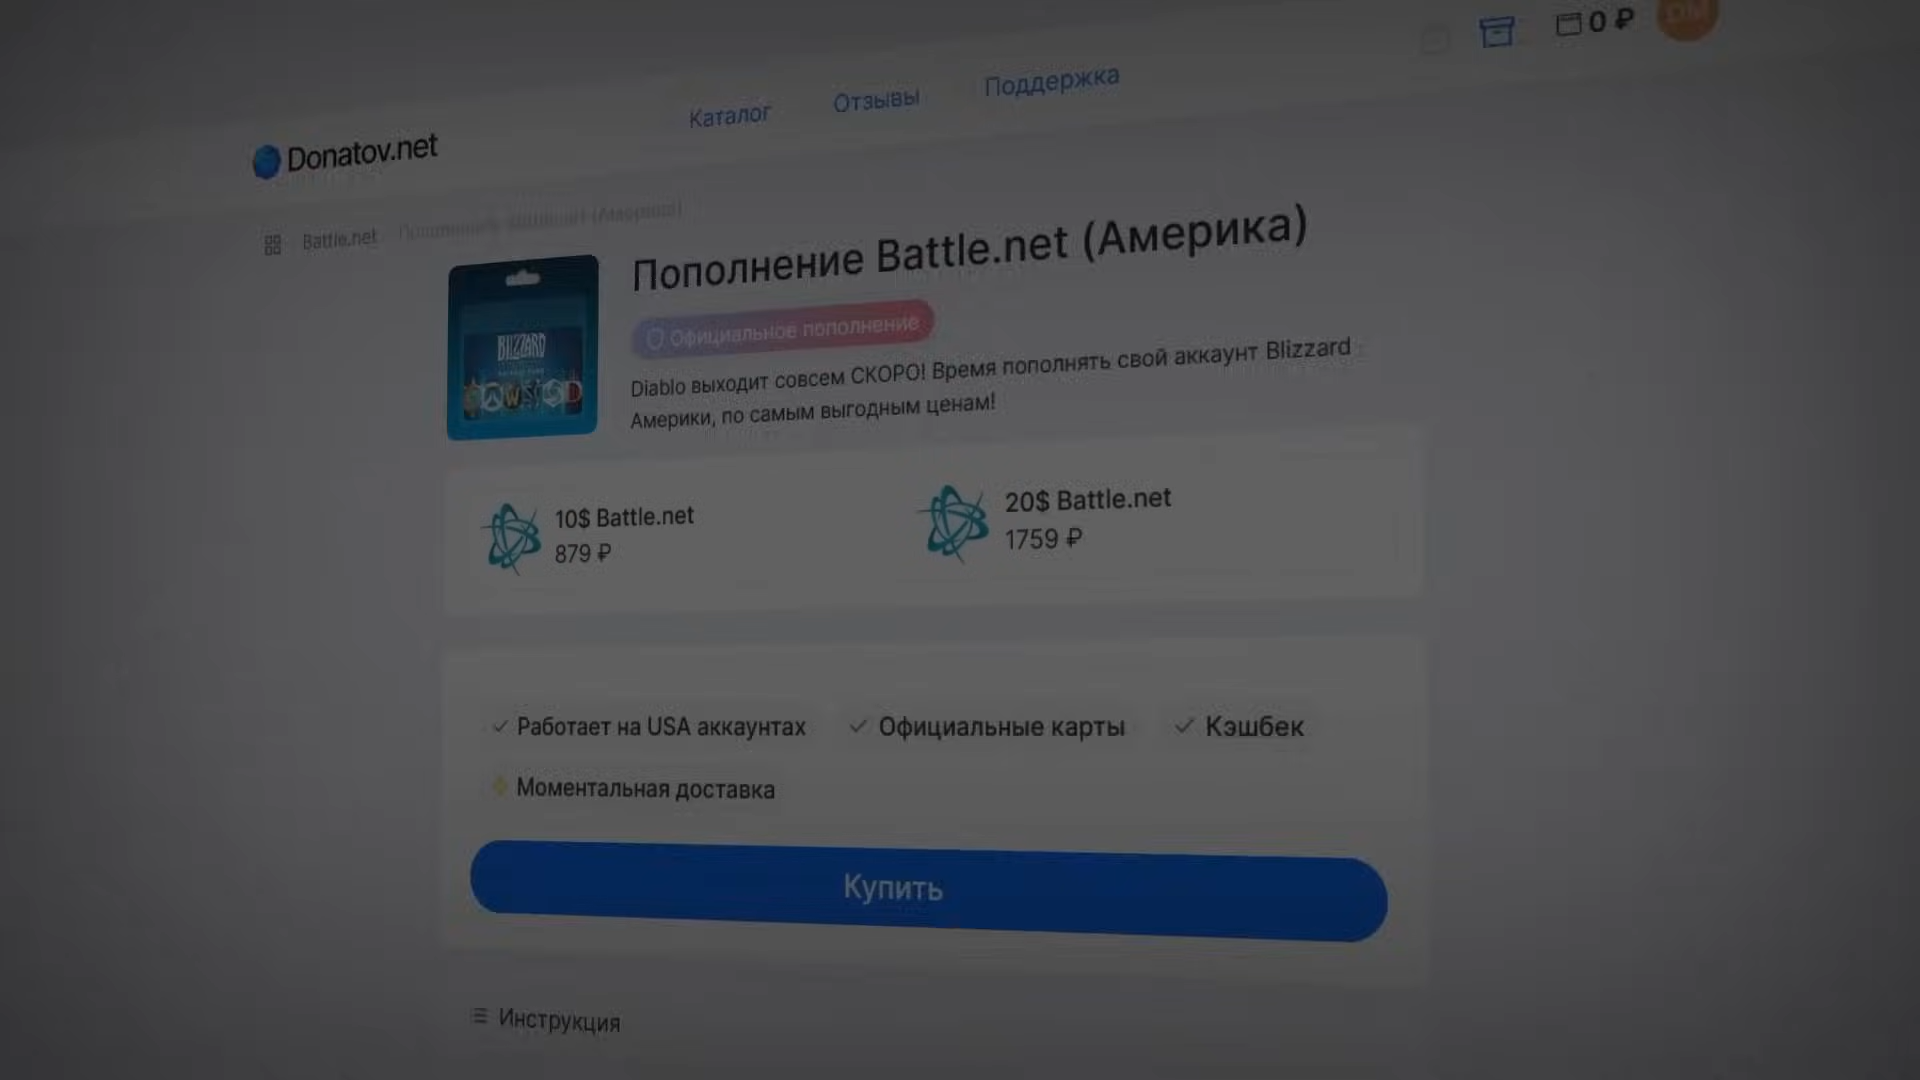 0 ₽
Каталог
Отзывы
Поддержка
Donatov.net
Battle.net
Пополнение Battle.net (Америка)
Официальное пополнение
Diablo выходит совсем СКОРО! Время пополнять свой аккаунт Blizzard
Америки, по самым выгодным ценам!
BLIZZARD
10$ Battle.net
879 ₽
20$ Battle.net
1759 ₽
Работает на USA аккаунтах
Официальные карты
Кэшбек
Моментальная доставка
Купить
Инструкция